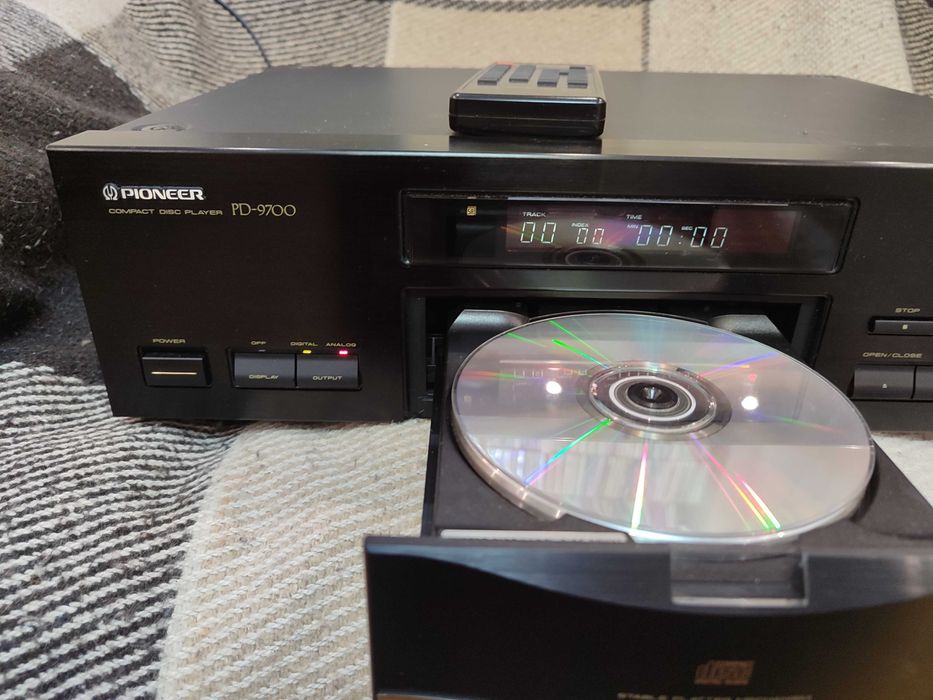 PIONEER
COMPACT DISC PLAYER PD-9700
TRACK INDEX TIME
00 00 MIN 00:00 SEC
STOP
POWER
OFF DIGITAL ANALOG
DISPLAY OUTPUT
OPEN/CLOSE
disc